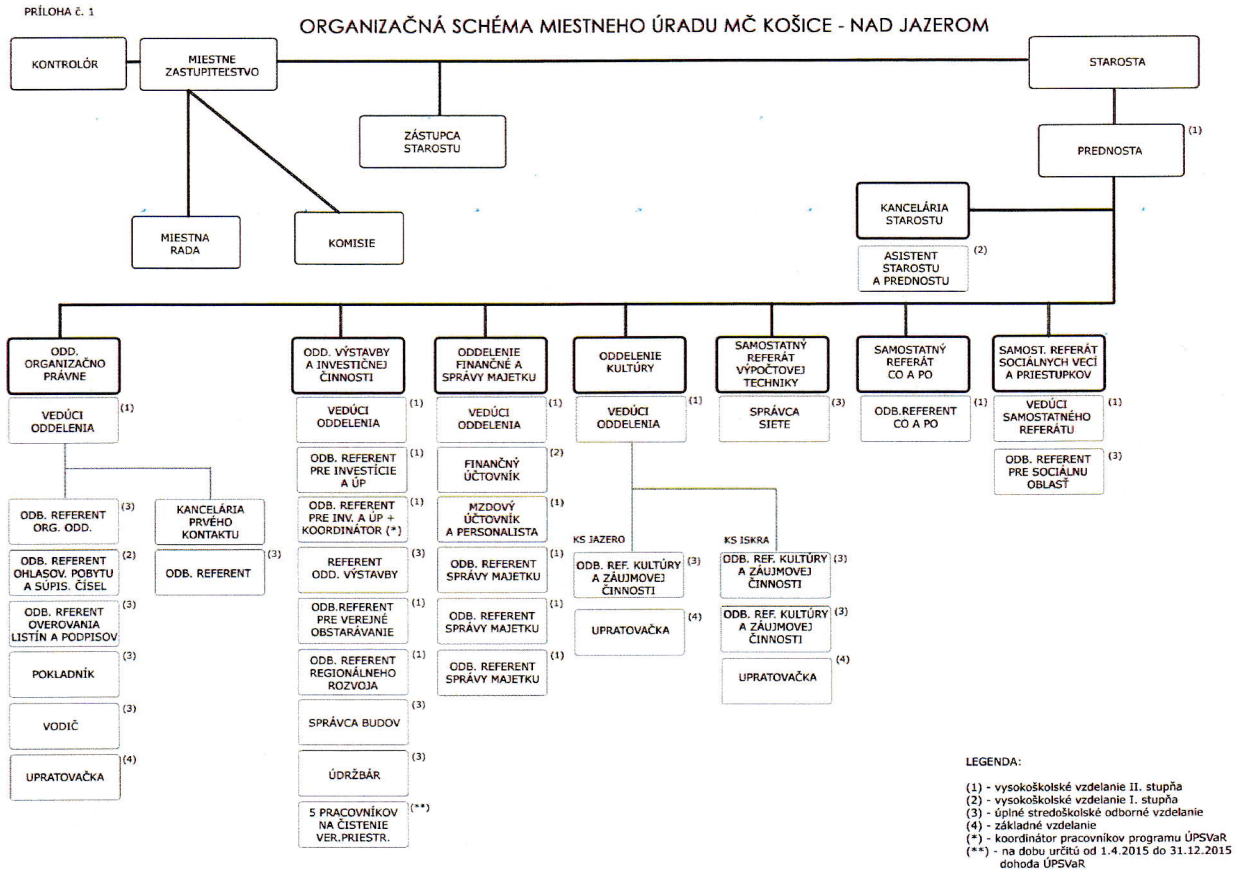 PRÍLOHA č. 1
ORGANIZAČNÁ SCHÉMA MIESTNEHO ÚRADU MČ KOŠICE - NAD JAZEROM
KONTROLÓR
MIESTNE
ZASTUPITEĽSTVO
STAROSTA
ZÁSTUPCA
STAROSTU
PREDNOSTA
(1)
MIESTNA
RADA
KOMISIE
KANCELÁRIA
STAROSTU
ASISTENT
STAROSTU
A PREDNOSTU
(2)
ODD.
ORGANIZAČNO
PRÁVNE
VEDÚCI
ODDELENIA
(1)
ODB. REFERENT
ORG. ODD.
(3)
ODB. REFERENT
OHLASOV. POBYTU
A SÚPIS. ČÍSEL
(2)
ODB. RFERENT
OVEROVANIA
LISTÍN A PODPISOV
(3)
POKLADNÍK
(3)
VODIČ
(3)
UPRATOVAČKA
(4)
KANCELÁRIA
PRVÉHO
KONTAKTU
ODB. REFERENT
(3)
ODD. VÝSTAVBY
A INVESTIČNEJ
ČINNOSTI
VEDÚCI
ODDELENIA
(1)
ODB. REFERENT
PRE INVESTÍCIE
A ÚP
(1)
ODB. REFERENT
PRE INV. A ÚP +
KOORDINÁTOR (*)
(1)
REFERENT
ODD. VÝSTAVBY
(3)
ODB.REFERENT
PRE VEREJNÉ
OBSTARÁVANIE
(1)
ODB. REFERENT
REGIONÁLNEHO
ROZVOJA
(1)
SPRÁVCA BUDOV
(3)
ÚDRŽBÁR
(3)
5 PRACOVNÍKOV
NA ČISTENIE
VER.PRIESTR.
(**)
ODDELENIE
FINANČNÉ A
SPRÁVY MAJETKU
VEDÚCI
ODDELENIA
(1)
FINANČNÝ
ÚČTOVNÍK
(2)
MZDOVÝ
ÚČTOVNÍK
A PERSONALISTA
(1)
ODB. REFERENT
SPRÁVY MAJETKU
(1)
ODB. REFERENT
SPRÁVY MAJETKU
(1)
ODB. REFERENT
SPRÁVY MAJETKU
(1)
ODDELENIE
KULTÚRY
VEDÚCI
ODDELENIA
(1)
KS JAZERO
ODB. REF. KULTÚRY
A ZÁUJMOVEJ
ČINNOSTI
(3)
UPRATOVAČKA
(4)
KS ISKRA
ODB. REF. KULTÚRY
A ZÁUJMOVEJ
ČINNOSTI
(3)
ODB. REF. KULTÚRY
A ZÁUJMOVEJ
ČINNOSTI
(3)
UPRATOVAČKA
(4)
SAMOSTATNÝ
REFERÁT
VÝPOČTOVEJ
TECHNIKY
SPRÁVCA
SIETE
(3)
SAMOSTATNÝ
REFERÁT
CO A PO
ODB.REFERENT
CO A PO
(1)
SAMOST. REFERÁT
SOCIÁLNYCH VECÍ
A PRIESTUPKOV
VEDÚCI
SAMOSTATNÉHO
REFERÁTU
(1)
ODB. REFERENT
PRE SOCIÁLNU
OBLASŤ
(3)
LEGENDA:
(1) - vysokoškolské vzdelanie II. stupňa
(2) - vysokoškolské vzdelanie I. stupňa
(3) - úplné stredoškolské odborné vzdelanie
(4) - základné vzdelanie
(*) - koordinátor pracovníkov programu ÚPSVaR
(**) - na dobu určitú od 1.4.2015 do 31.12.2015
dohoda ÚPSVaR